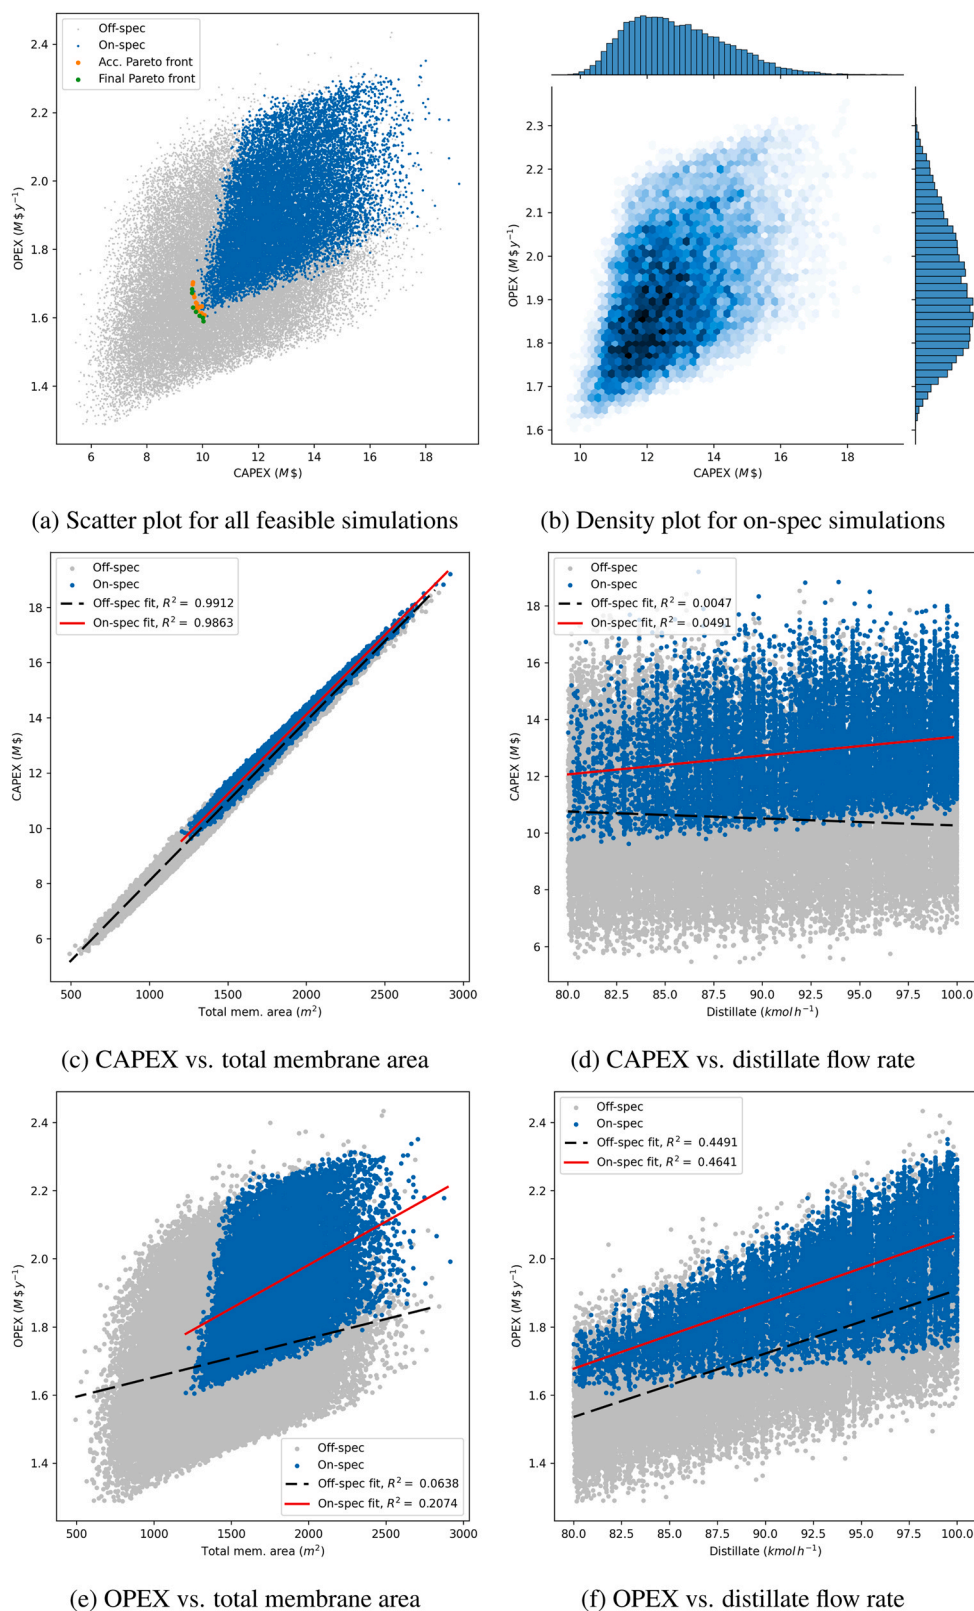 Off-spec
On-spec
Acc. Pareto front
Final Pareto front
2.4
2.2
2.0
1.8
1.6
1.4
OPEX (M $ y⁻¹)
6 8 10 12 14 16 18
CAPEX (M $)
(a) Scatter plot for all feasible simulations
2.3
2.2
2.1
2.0
1.9
1.8
1.7
1.6
OPEX (M $ y⁻¹)
10 12 14 16 18
CAPEX (M $)
(b) Density plot for on-spec simulations
Off-spec
On-spec
Off-spec fit, R² = 0.9912
On-spec fit, R² = 0.9863
18
16
14
12
10
8
6
CAPEX (M $)
500 1000 1500 2000 2500 3000
Total mem. area (m²)
(c) CAPEX vs. total membrane area
Off-spec
On-spec
Off-spec fit, R² = 0.0047
On-spec fit, R² = 0.0491
18
16
14
12
10
8
6
CAPEX (M $)
80.0 82.5 85.0 87.5 90.0 92.5 95.0 97.5 100.0
Distillate (kmol h⁻¹)
(d) CAPEX vs. distillate flow rate
2.4
2.2
2.0
1.8
1.6
1.4
OPEX (M $ y⁻¹)
Off-spec
On-spec
Off-spec fit, R² = 0.0638
On-spec fit, R² = 0.2074
500 1000 1500 2000 2500 3000
Total mem. area (m²)
(e) OPEX vs. total membrane area
Off-spec
On-spec
Off-spec fit, R² = 0.4491
On-spec fit, R² = 0.4641
2.4
2.2
2.0
1.8
1.6
1.4
OPEX (M $ y⁻¹)
80.0 82.5 85.0 87.5 90.0 92.5 95.0 97.5 100.0
Distillate (kmol h⁻¹)
(f) OPEX vs. distillate flow rate